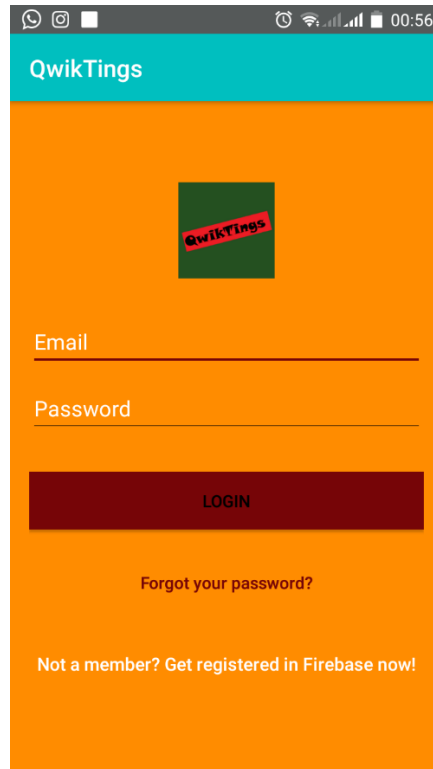 00:56
QwikTings
QwikTings
Email
Password
LOGIN
Forgot your password?
Not a member? Get registered in Firebase now!